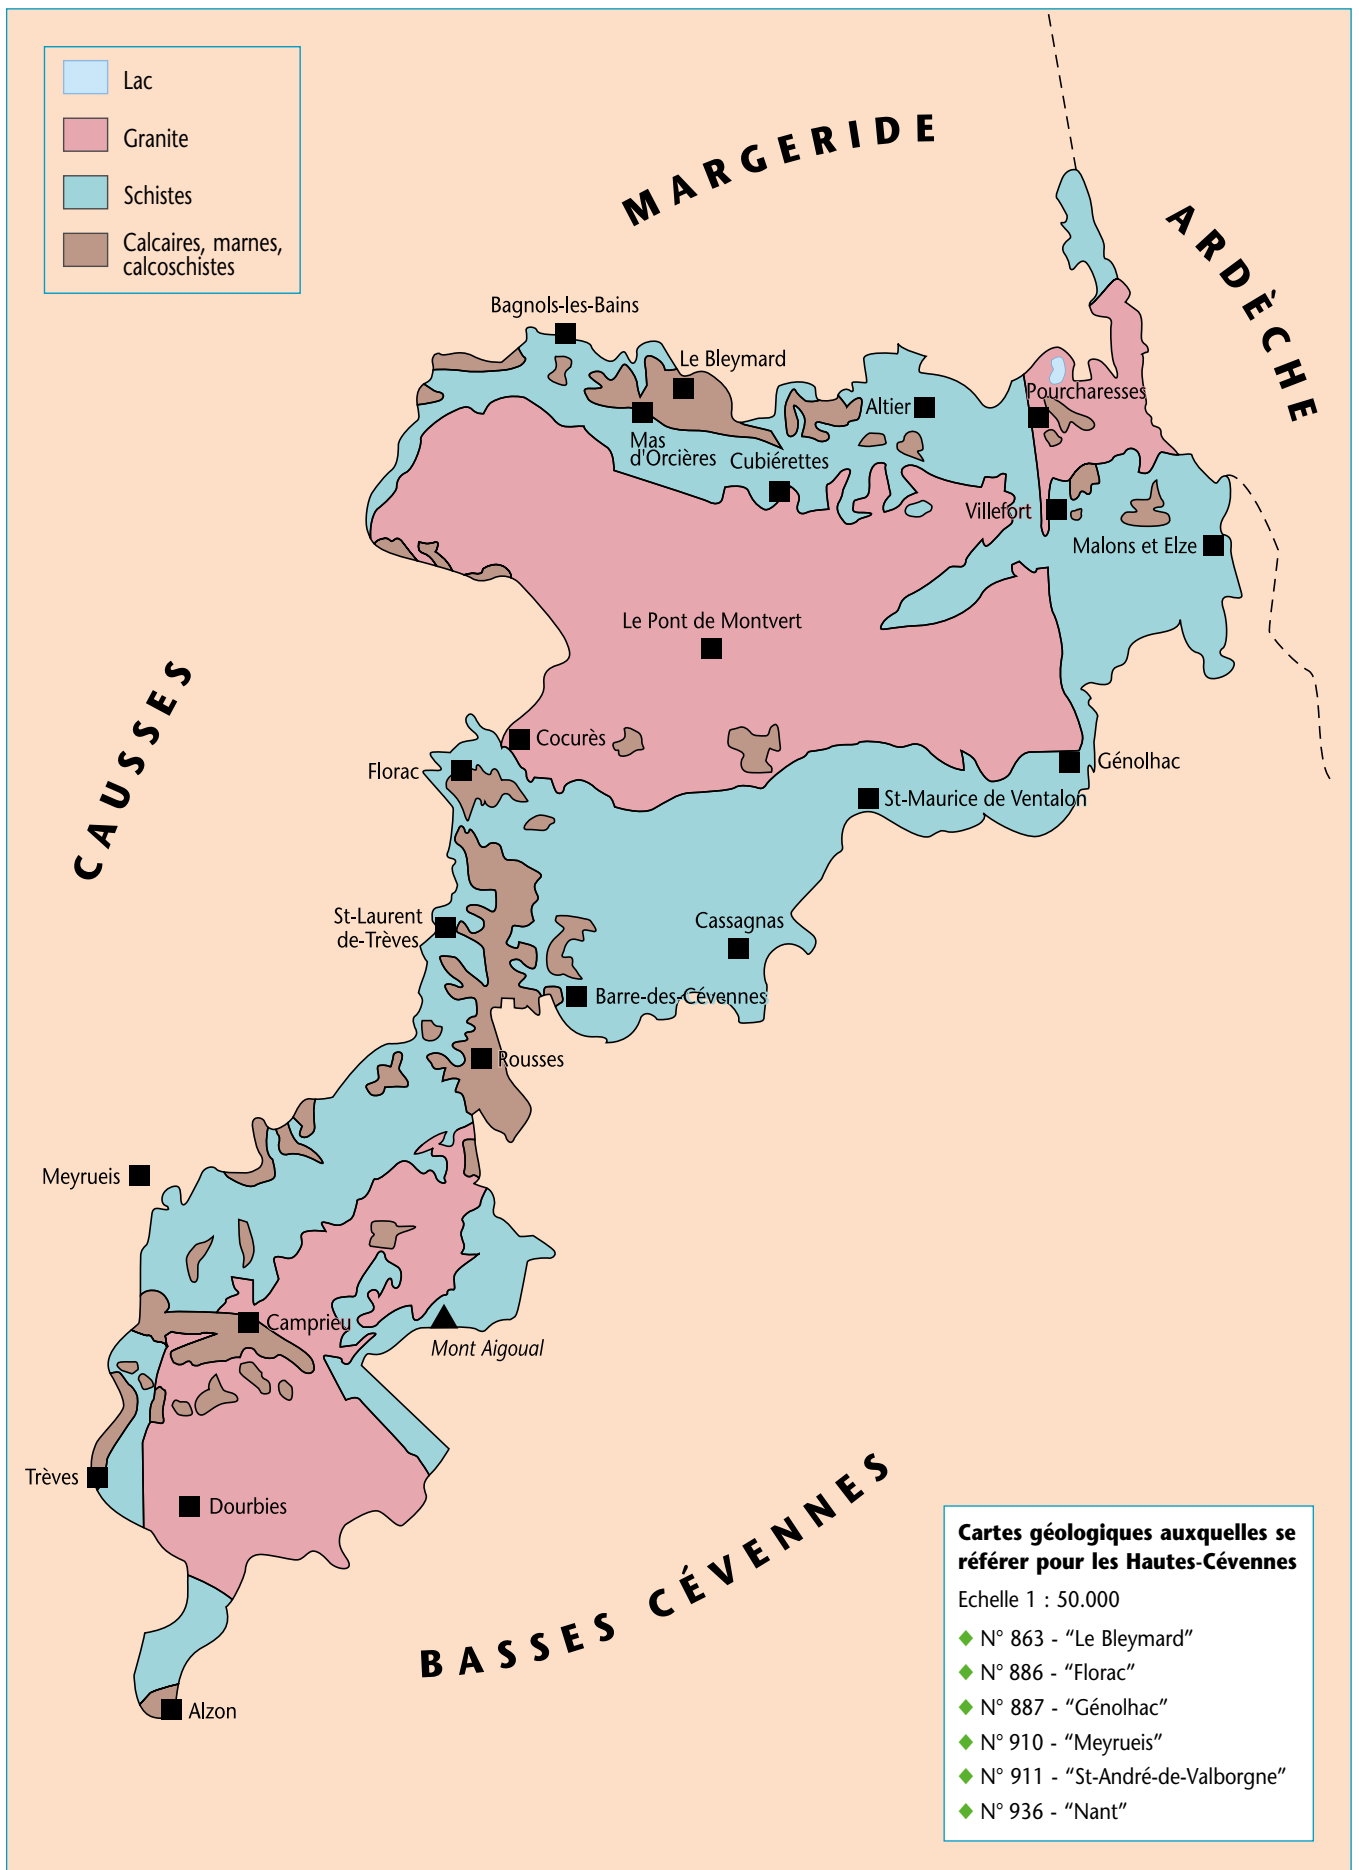 Lac
Granite
Schistes
Calcaires, marnes,
calcoschistes
MARGERIDE
ARDÈCHE
Bagnols-les-Bains
Le Bleymard
Pourcharesses
Altier
Mas
d'Orcières
Cubiérettes
Villefort
Malons et Elze
Le Pont de Montvert
CAUSSES
Cocurès
Florac
Génolhac
St-Maurice de Ventalon
St-Laurent
de-Trèves
Cassagnas
Barre-des-Cévennes
Rousses
Meyrueis
Camprieu
Mont Aigoual
Trèves
Dourbies
BASSES CÉVENNES
Alzon
Cartes géologiques auxquelles se
référer pour les Hautes-Cévennes
Echelle 1 : 50.000
N° 863 - “Le Bleymard”
N° 886 - “Florac”
N° 887 - “Génolhac”
N° 910 - “Meyrueis”
N° 911 - “St-André-de-Valborgne”
N° 936 - “Nant”